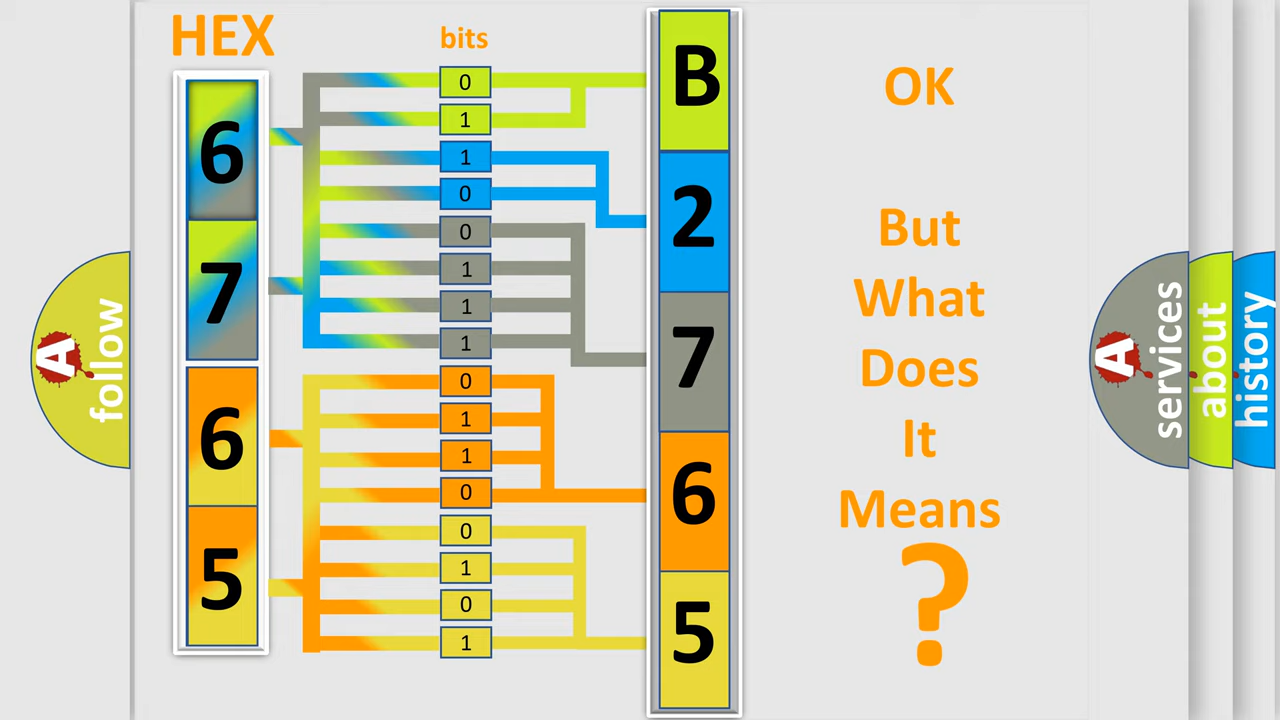 HEX
bits
6
7
6
5
0
1
1
0
0
1
1
1
0
1
1
0
0
1
0
1
B
2
7
6
5
OK
But
What
Does
It
Means
?
A
follow
A
services
about
history